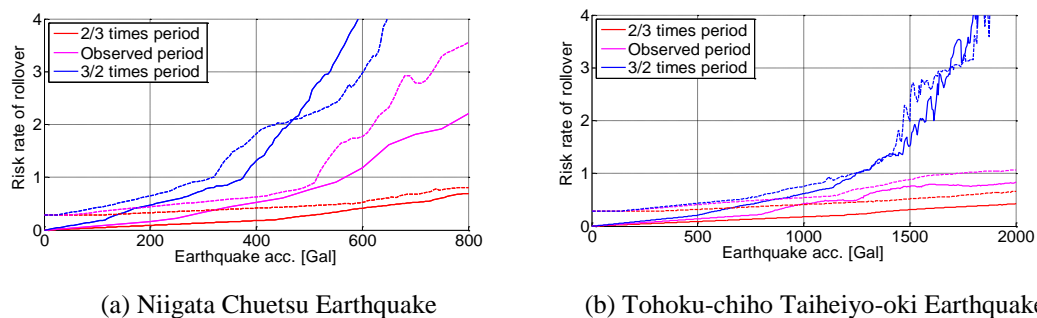 4
3
2
1
0
Risk rate of rollover
2/3 times period
Observed period
3/2 times period
0 200 400 600 800
Earthquake acc. [Gal]
(a) Niigata Chuetsu Earthquake
4
3
2
1
0
Risk rate of rollover
2/3 times period
Observed period
3/2 times period
0 500 1000 1500 2000
Earthquake acc. [Gal]
(b) Tohoku-chiho Taiheiyo-oki Earthquake